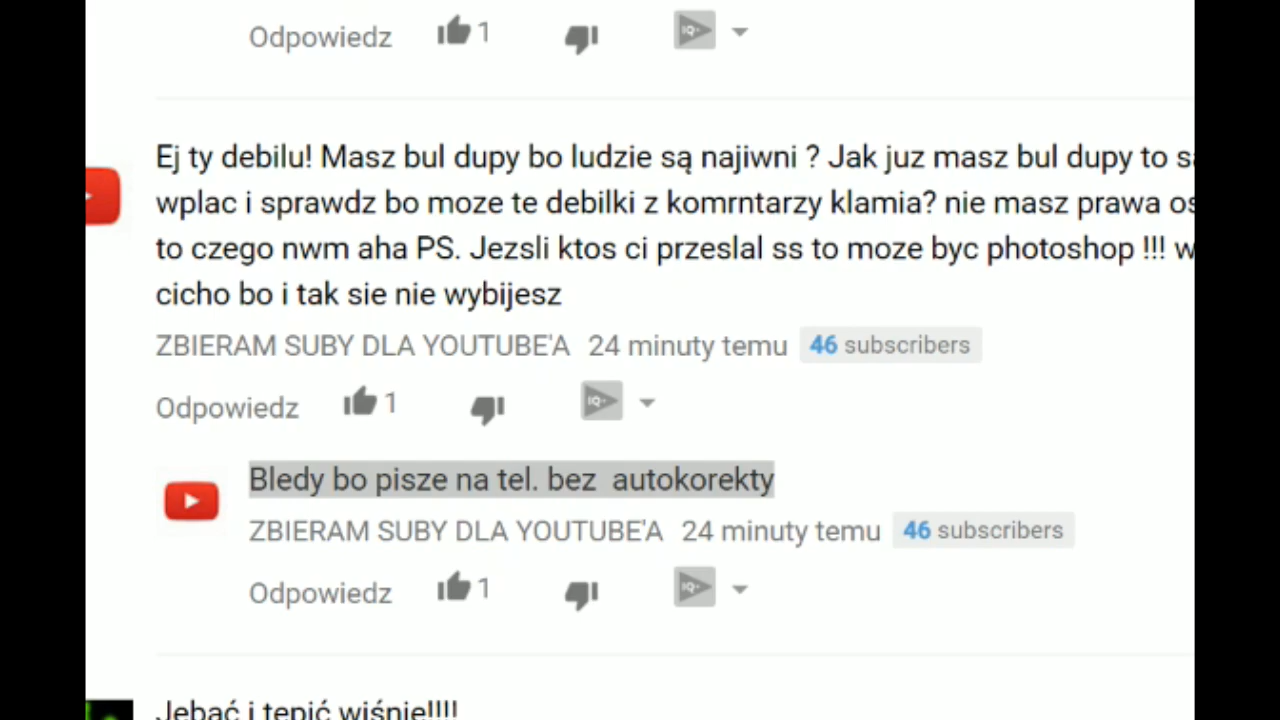 Odpowiedz 1
Ej ty debilu! Masz bul dupy bo ludzie są najiwni ? Jak juz masz bul dupy to
wplac i sprawdz bo moze te debilki z komrntarzy klamia? nie masz prawa
to czego nwm aha PS. Jezsli ktos ci przeslal ss to moze byc photoshop !!!
cicho bo i tak sie nie wybijesz
ZBIERAM SUBY DLA YOUTUBE'A 24 minuty temu 46 subscribers
Odpowiedz 1
Bledy bo pisze na tel. bez autokorekty
ZBIERAM SUBY DLA YOUTUBE'A 24 minuty temu 46 subscribers
Odpowiedz 1
Jebać i tępić wiśnie!!!!